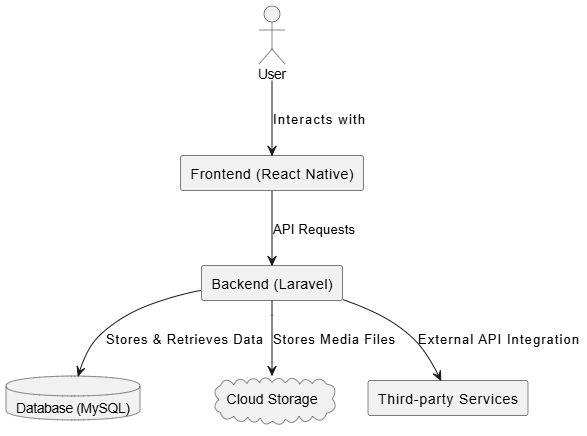 User
Interacts with
Frontend (React Native)
API Requests
Backend (Laravel)
Stores & Retrieves Data
Stores Media Files
External API Integration
Database (MySQL)
Cloud Storage
Third-party Services